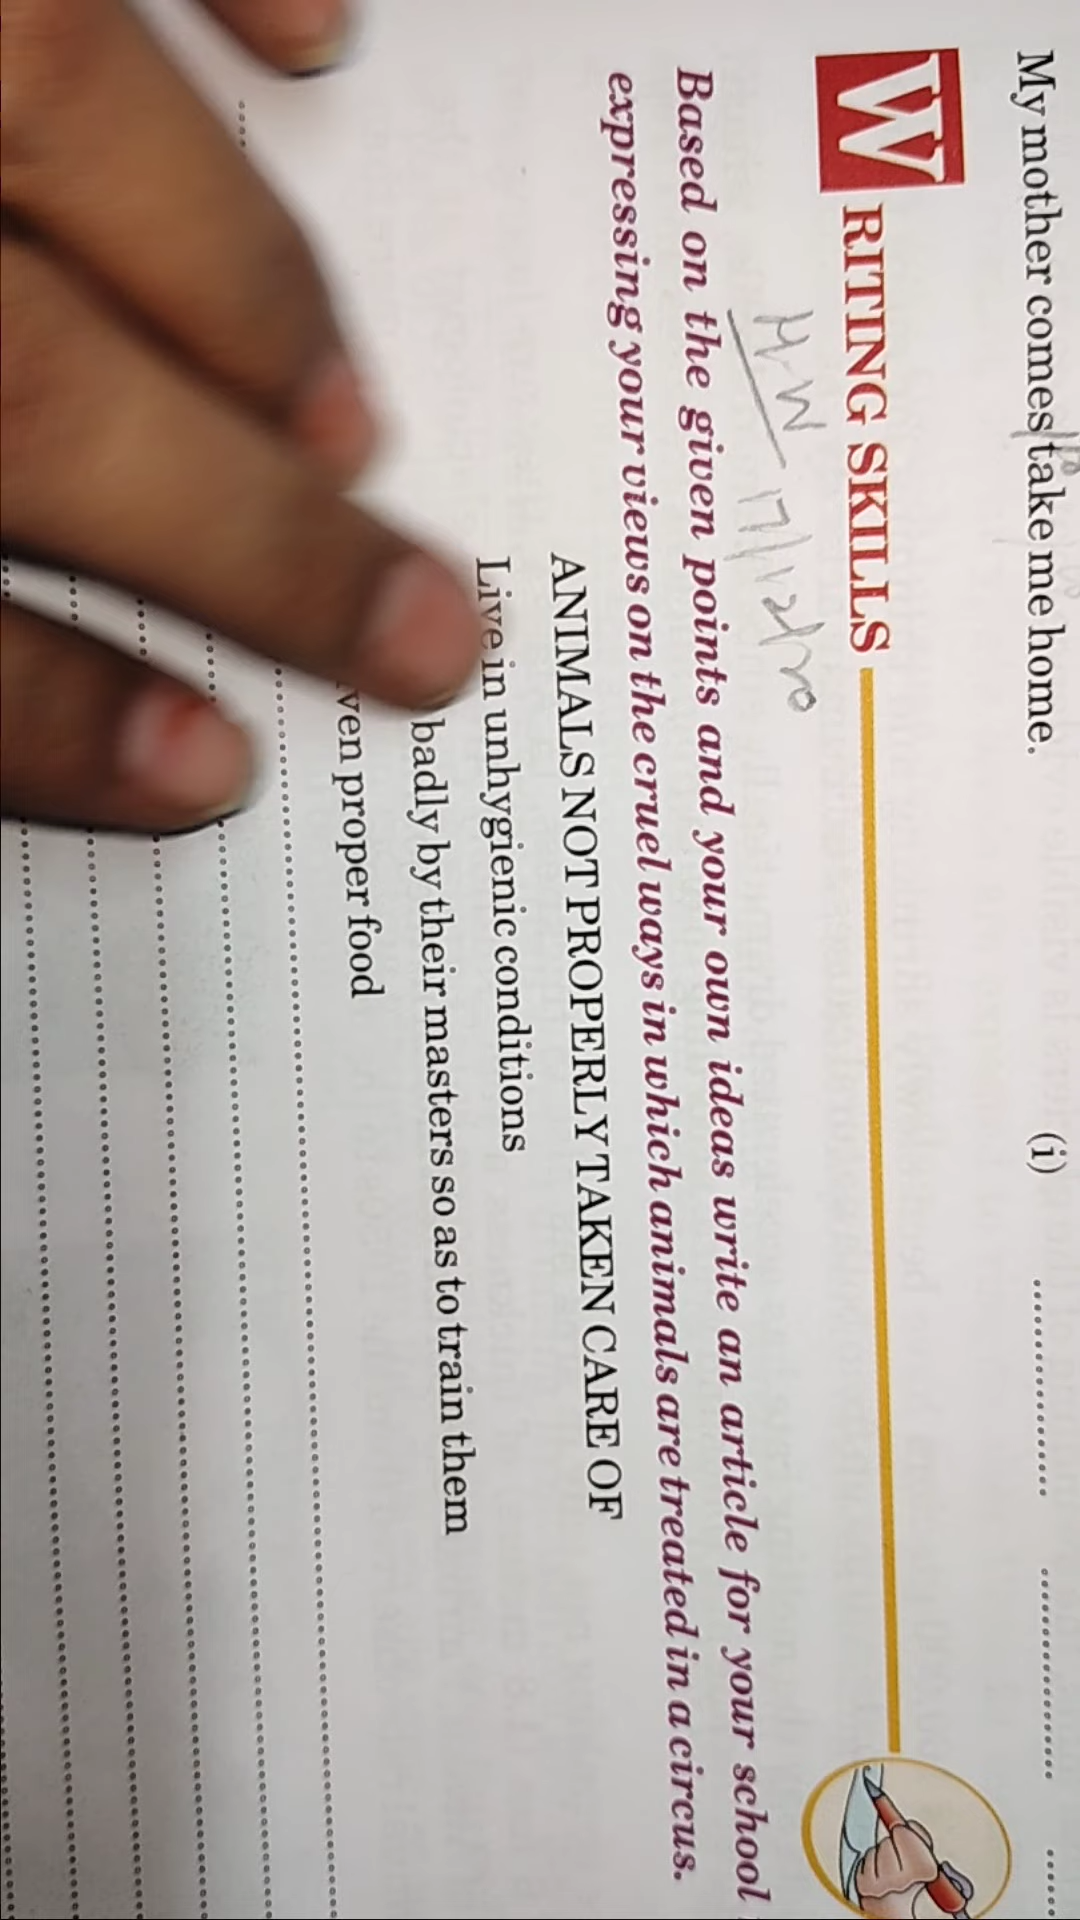 My mother comes take me home.
(i) .................. .................. ......
WRITING SKILLS
HW 17/12/20
Based on the given points and your own ideas write an article for your school
expressing your views on the cruel ways in which animals are treated in a circus.
ANIMALS NOT PROPERLY TAKEN CARE OF
Live in unhygienic conditions
badly by their masters so as to train them
proper food